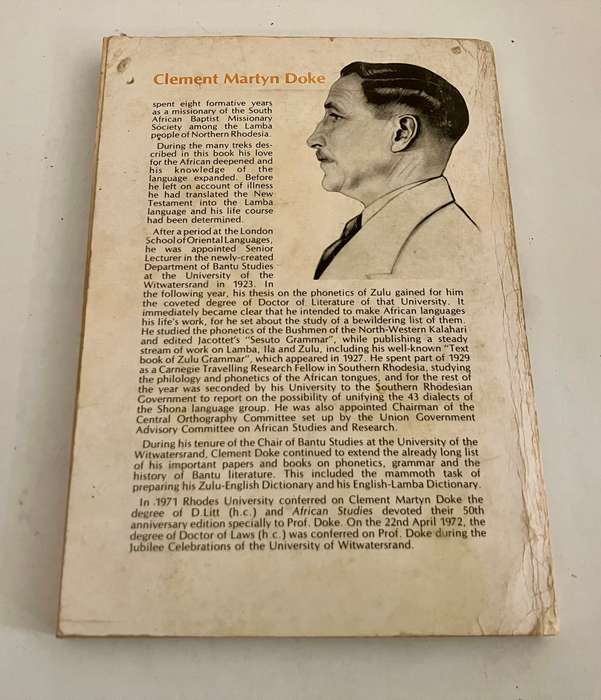 Clement Martyn Doke
spent eight formative years
as a missionary of the South
African Baptist Missionary
Society among the Lamba
people of Northern Rhodesia.
During the many treks des-
cribed in this book his love
for the African deepened and
his knowledge of the
language expanded. Before
he left on account of illness
he had translated the New
Testament into the Lamba
language and his life course
had been determined.
After a period at the London
School of Oriental Languages,
he was appointed Senior
Lecturer in the newly-created
Department of Bantu Studies
at the University of the
Witwatersrand in 1923. In
the following year, his thesis on the phonetics of Zulu gained for him
the coveted degree of Doctor of Literature of that University. It
immediately became clear that he intended to make African languages
his life's work, for he set about the study of a bewildering list of them.
He studied the phonetics of the Bushmen of the North-Western Kalahari
and edited Jacottet's "Sesuto Grammar", while publishing a steady
stream of work on Lamba, Ila and Zulu, including his well-known "Text
book of Zulu Grammar", which appeared in 1927. He spent part of 1929
as a Carnegie Travelling Research Fellow in Southern Rhodesia, studying
the philology and phonetics of the African tongues, and for the rest of
the year was seconded by his University to the Southern Rhodesian
Government to report on the possibility of unifying the 43 dialects of
the Shona language group. He was also appointed Chairman of the
Central Orthography Committee set up by the Union Government
Advisory Committee on African Studies and Research.
During his tenure of the Chair of Bantu Studies at the University of the
Witwatersrand, Clement Doke continued to extend the already long list
of his important papers and books on phonetics, grammar and the
history of Bantu literature. This included the mammoth task of
preparing his Zulu-English Dictionary and his English-Lamba Dictionary.
In 1971 Rhodes University conferred on Clement Martyn Doke the
degree of D.Litt (h.c.) and African Studies devoted their 50th
anniversary edition specially to Prof. Doke. On the 22nd April 1972, the
degree of Doctor of Laws (h.c.) was conferred on Prof. Doke during the
Jubilee Celebrations of the University of Witwatersrand.